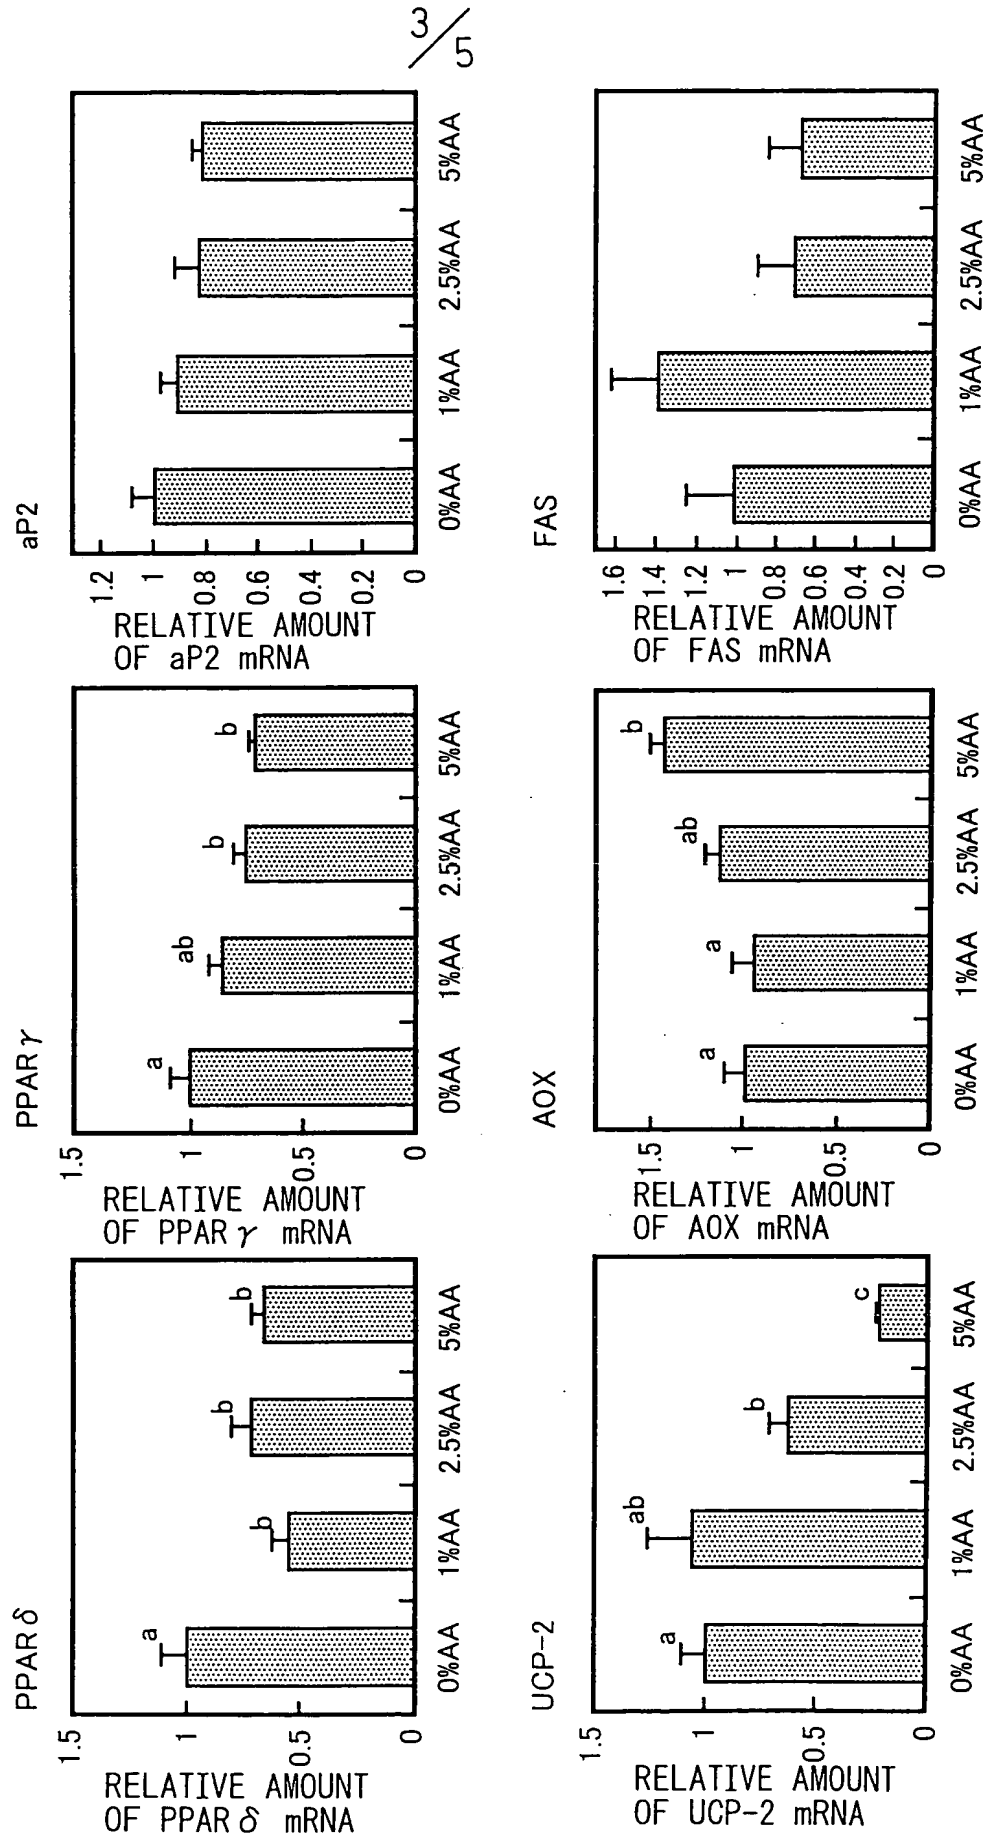 3/5
PPARδ
RELATIVE AMOUNT
OF PPARδ mRNA
1.5
1
0.5
0
a
b
b
b
0%AA
1%AA
2.5%AA
5%AA
PPARγ
RELATIVE AMOUNT
OF PPARγ mRNA
1.5
1
0.5
0
a
ab
b
b
0%AA
1%AA
2.5%AA
5%AA
aP2
RELATIVE AMOUNT
OF aP2 mRNA
1.2
1
0.8
0.6
0.4
0.2
0
0%AA
1%AA
2.5%AA
5%AA
UCP-2
RELATIVE AMOUNT
OF UCP-2 mRNA
1.5
1
0.5
0
a
ab
b
c
0%AA
1%AA
2.5%AA
5%AA
AOX
RELATIVE AMOUNT
OF AOX mRNA
1.5
1
0.5
0
a
a
ab
b
0%AA
1%AA
2.5%AA
5%AA
FAS
RELATIVE AMOUNT
OF FAS mRNA
1.6
1.4
1.2
1
0.8
0.6
0.4
0.2
0
0%AA
1%AA
2.5%AA
5%AA